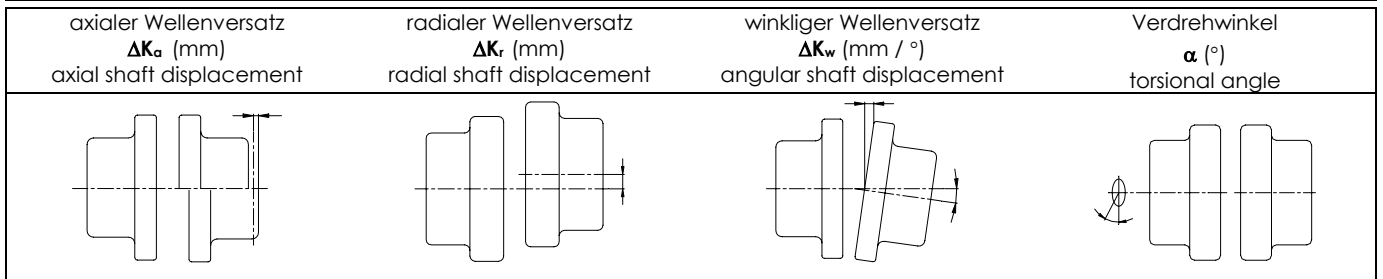 axialer Wellenversatz
ΔKa (mm)
axial shaft displacement
radialer Wellenversatz
ΔKr (mm)
radial shaft displacement
winkliger Wellenversatz
ΔKw (mm / °)
angular shaft displacement
Verdrehwinkel
α (°)
torsional angle